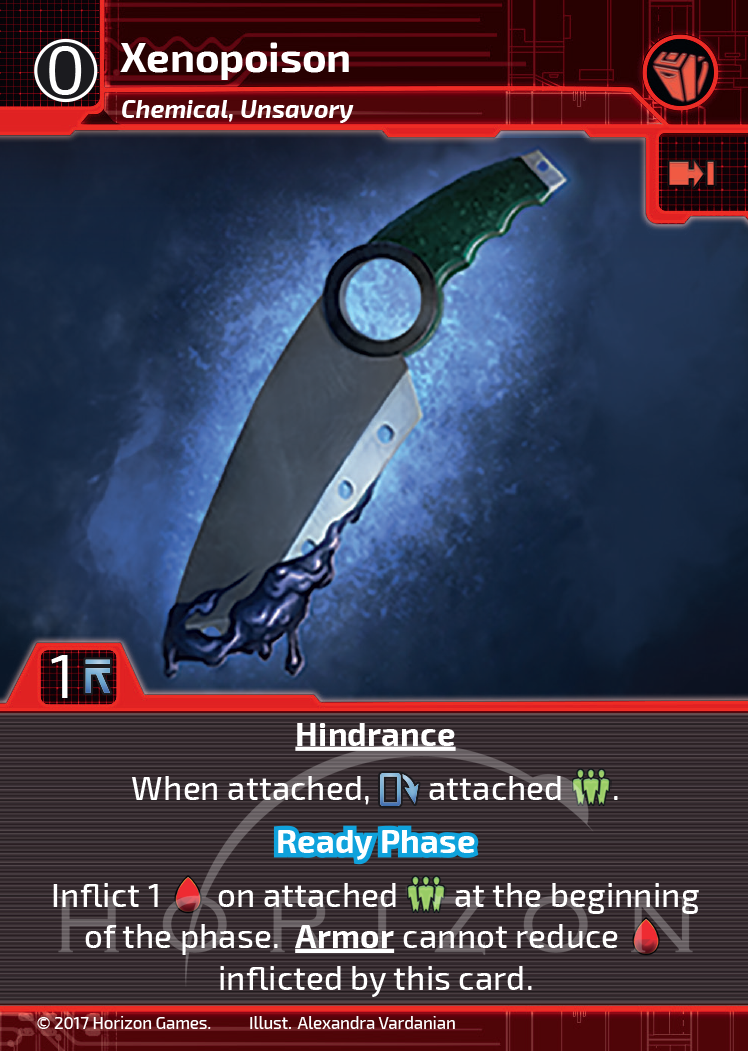 0
Xenopoison
Chemical, Unsavory
1
Hindrance
When attached, attached .
Ready Phase
Inflict 1 on attached at the beginning
of the phase. Armor cannot reduce
inflicted by this card.
HORIZON
© 2017 Horizon Games. Illust. Alexandra Vardanian